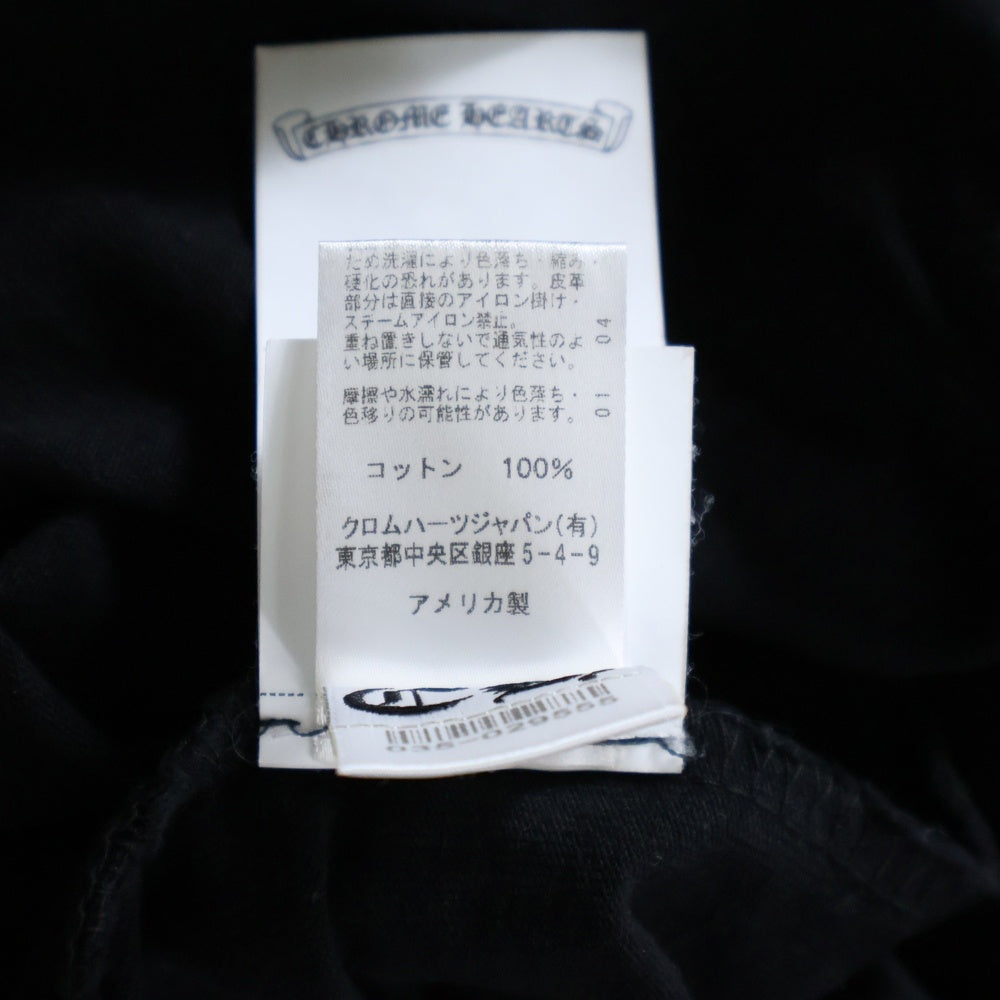 CHROME HEARTS
ため洗濯により色落ち・縮み・
硬化の恐れがあります。皮革
部分は直接のアイロン掛け・
スチームアイロン禁止。
重ね置きしないで通気性のよ
い場所に保管してください。
04
摩擦や水濡れにより色落ち・
色移りの可能性があります。
01
コットン 100%
クロムハーツジャパン(有)
東京都中央区銀座5-4-9
アメリカ製
035-029555